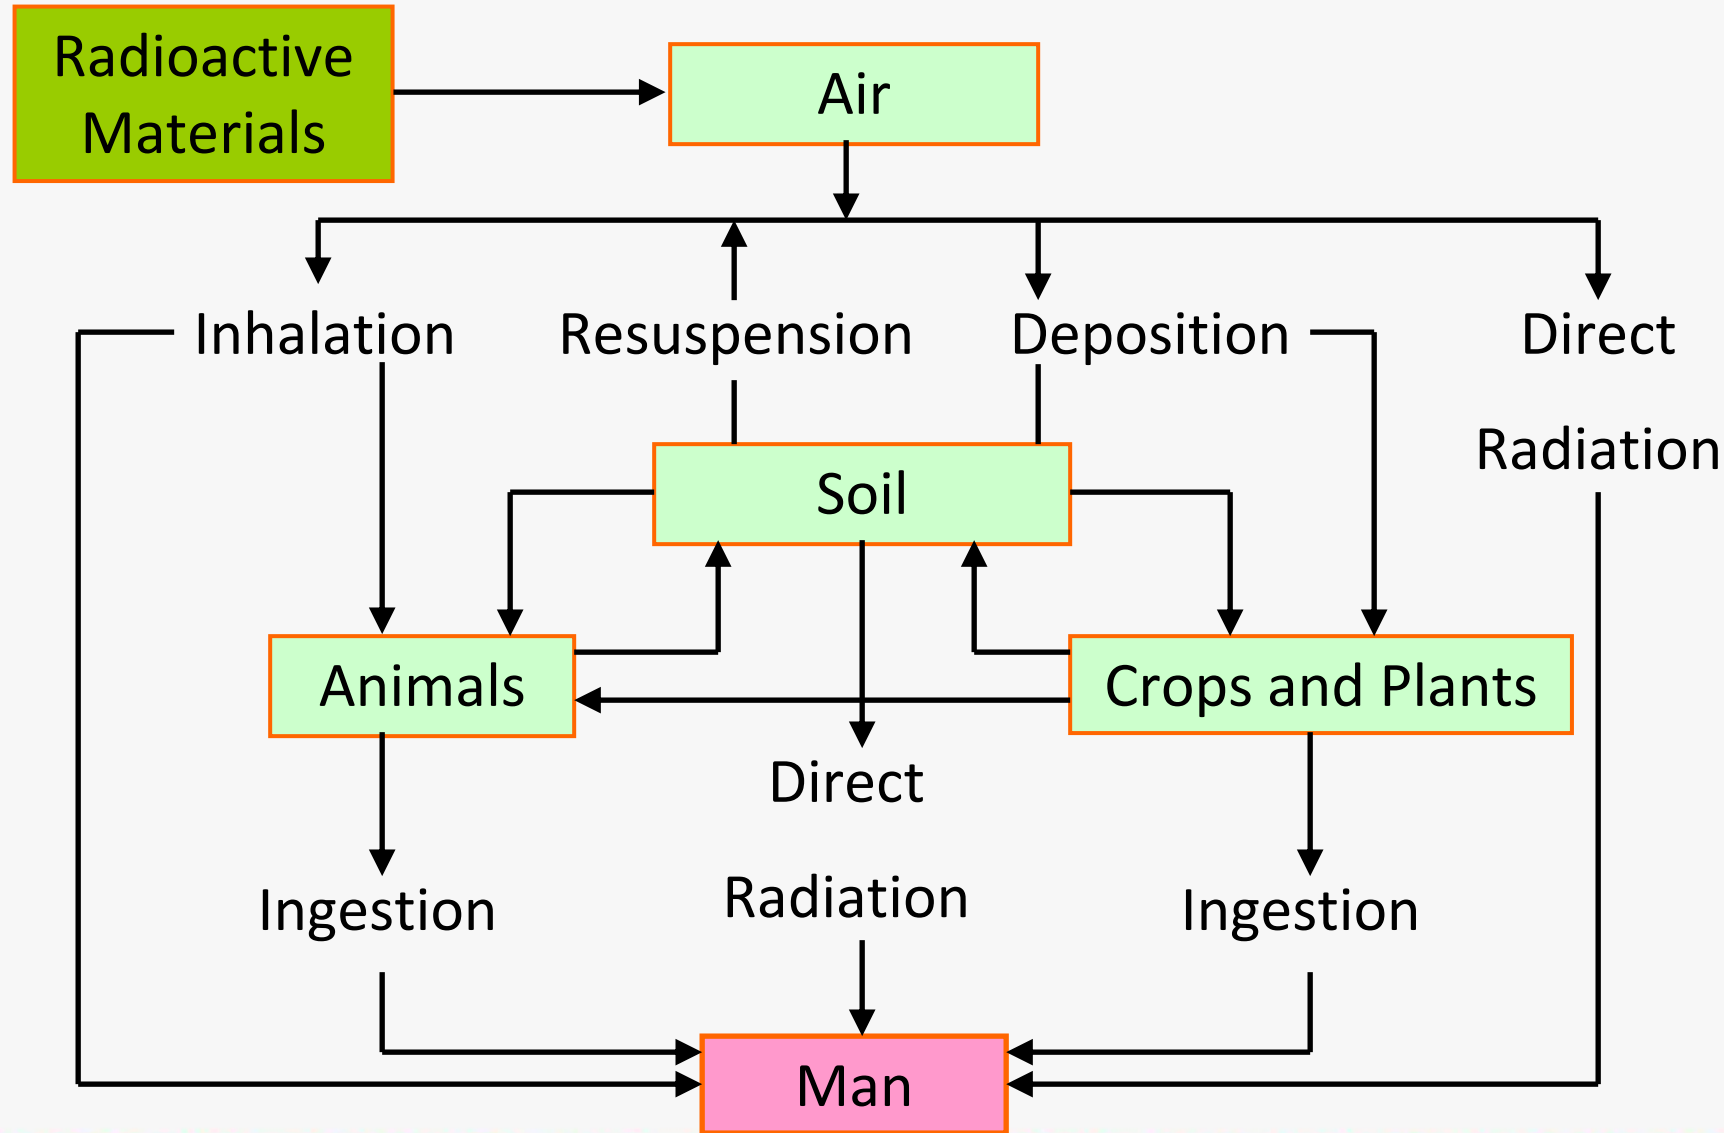 Radioactive
Materials
Air
Inhalation
Resuspension
Deposition
Direct
Radiation
Soil
Animals
Crops and Plants
Direct
Radiation
Ingestion
Ingestion
Man